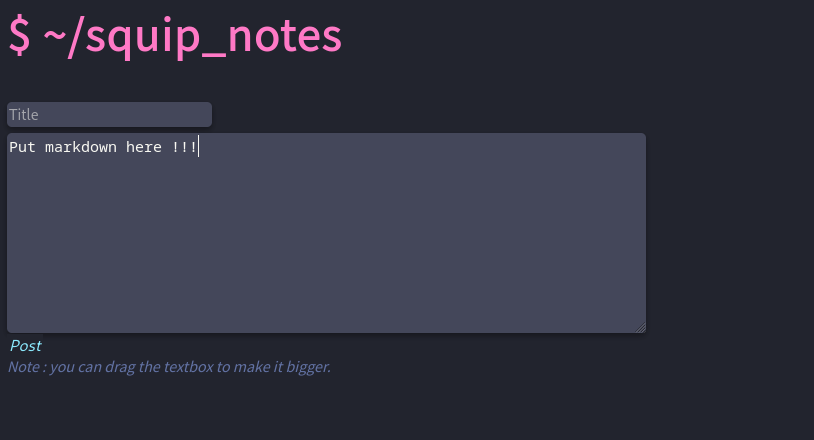 $ ~/squip_notes
Title
Put markdown here !!!
Post
Note : you can drag the textbox to make it bigger.